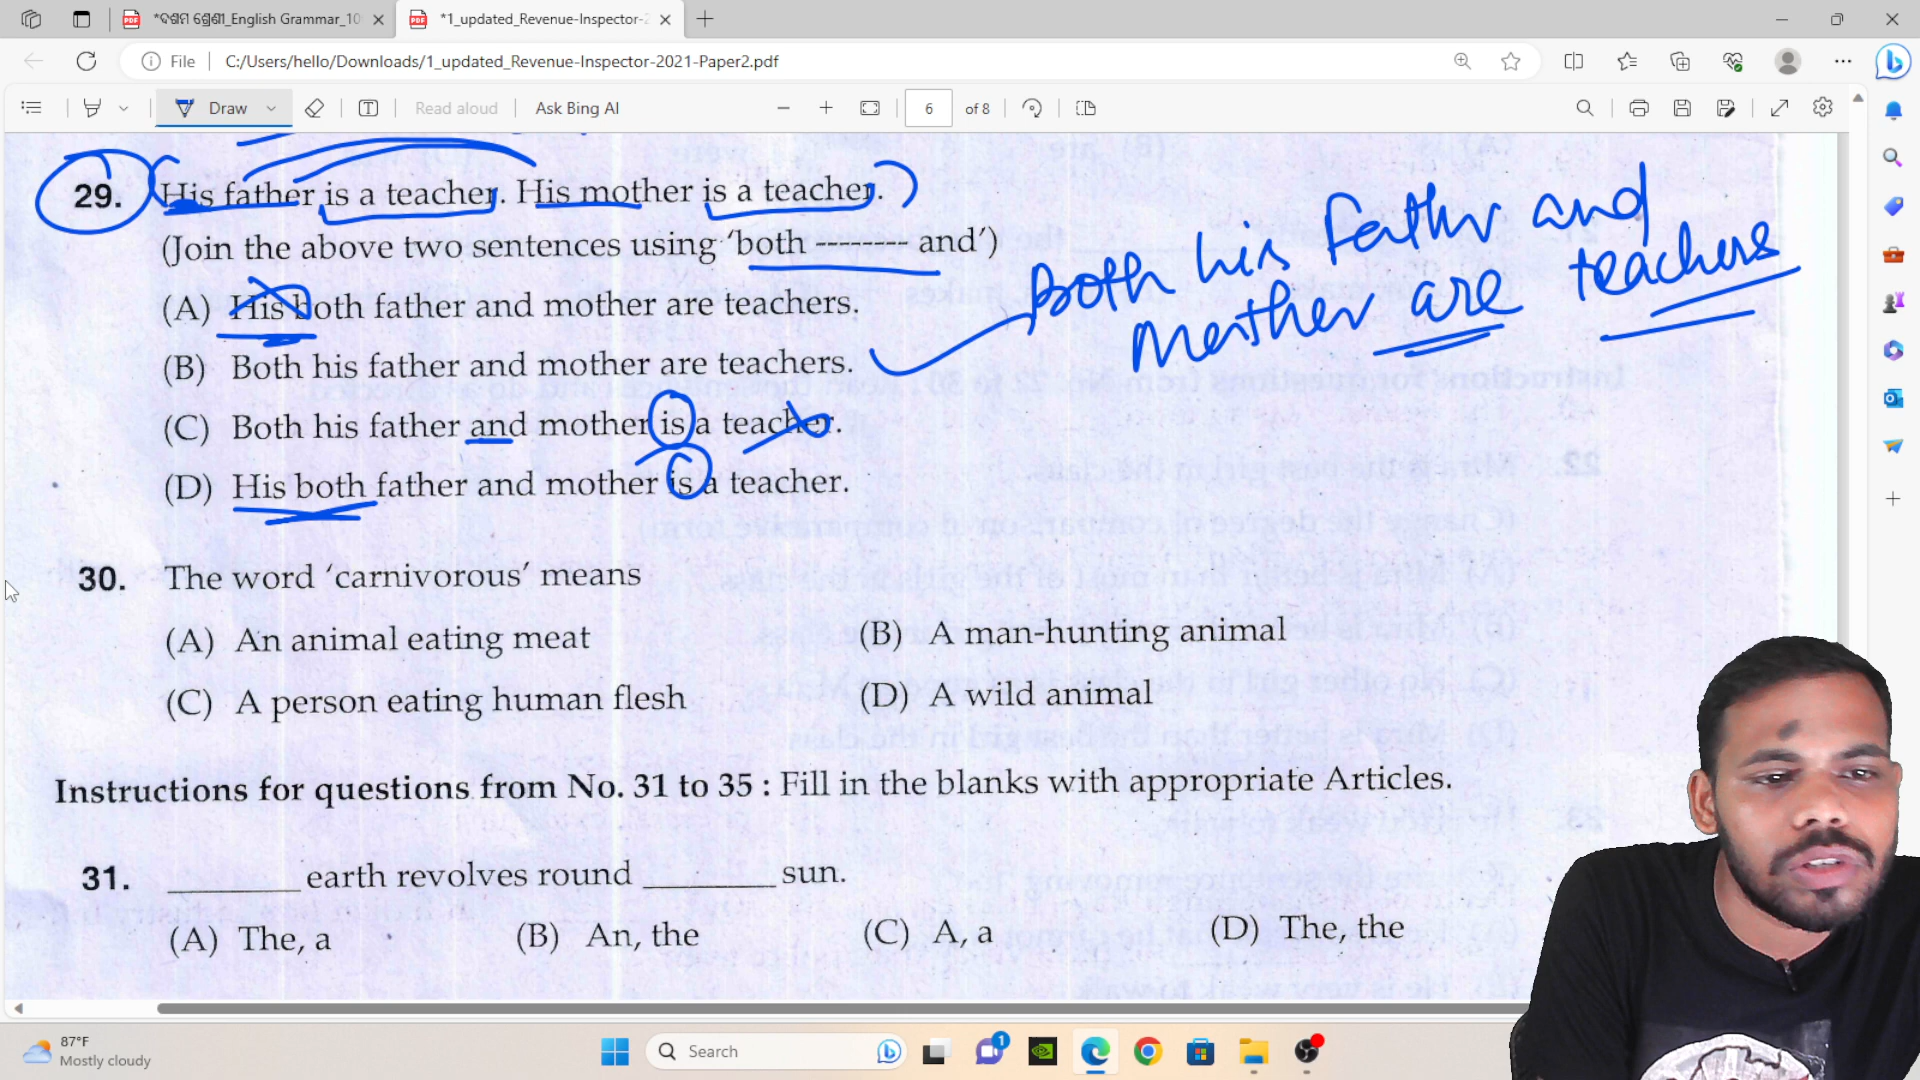 *ଦଶମ ଶ୍ରେଣୀ_English Grammar_10
*1_updated_Revenue-Inspector-2
File
C:/Users/hello/Downloads/1_updated_Revenue-Inspector-2021-Paper2.pdf
Draw
Read aloud
Ask Bing AI
6 of 8
29. His father is a teacher. His mother is a teacher.
(Join the above two sentences using ‘both -------- and’)
(A) His both father and mother are teachers.
(B) Both his father and mother are teachers.
(C) Both his father and mother is a teacher.
(D) His both father and mother is a teacher.
Both his father and
mother are teachers
30. The word ‘carnivorous’ means
(A) An animal eating meat
(B) A man-hunting animal
(C) A person eating human flesh
(D) A wild animal
Instructions for questions from No. 31 to 35 : Fill in the blanks with appropriate Articles.
31. ________ earth revolves round ________ sun.
(A) The, a
(B) An, the
(C) A, a
(D) The, the
87°F
Mostly cloudy
Search
1